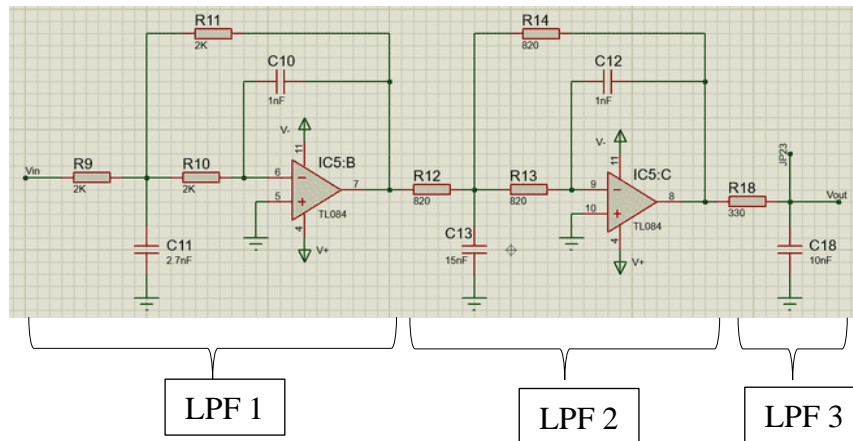 R11
2K
R14
820
C10
1nF
C12
1nF
V-
11
IC5:B
V-
11
IC5:C
JP23
Vin
R9
2K
R10
2K
6
5
7
TL084
4
V+
R12
820
R13
820
9
10
8
TL084
4
V+
R18
330
Vout
C11
2.7nF
C13
15nF
C18
10nF
LPF 1
LPF 2
LPF 3